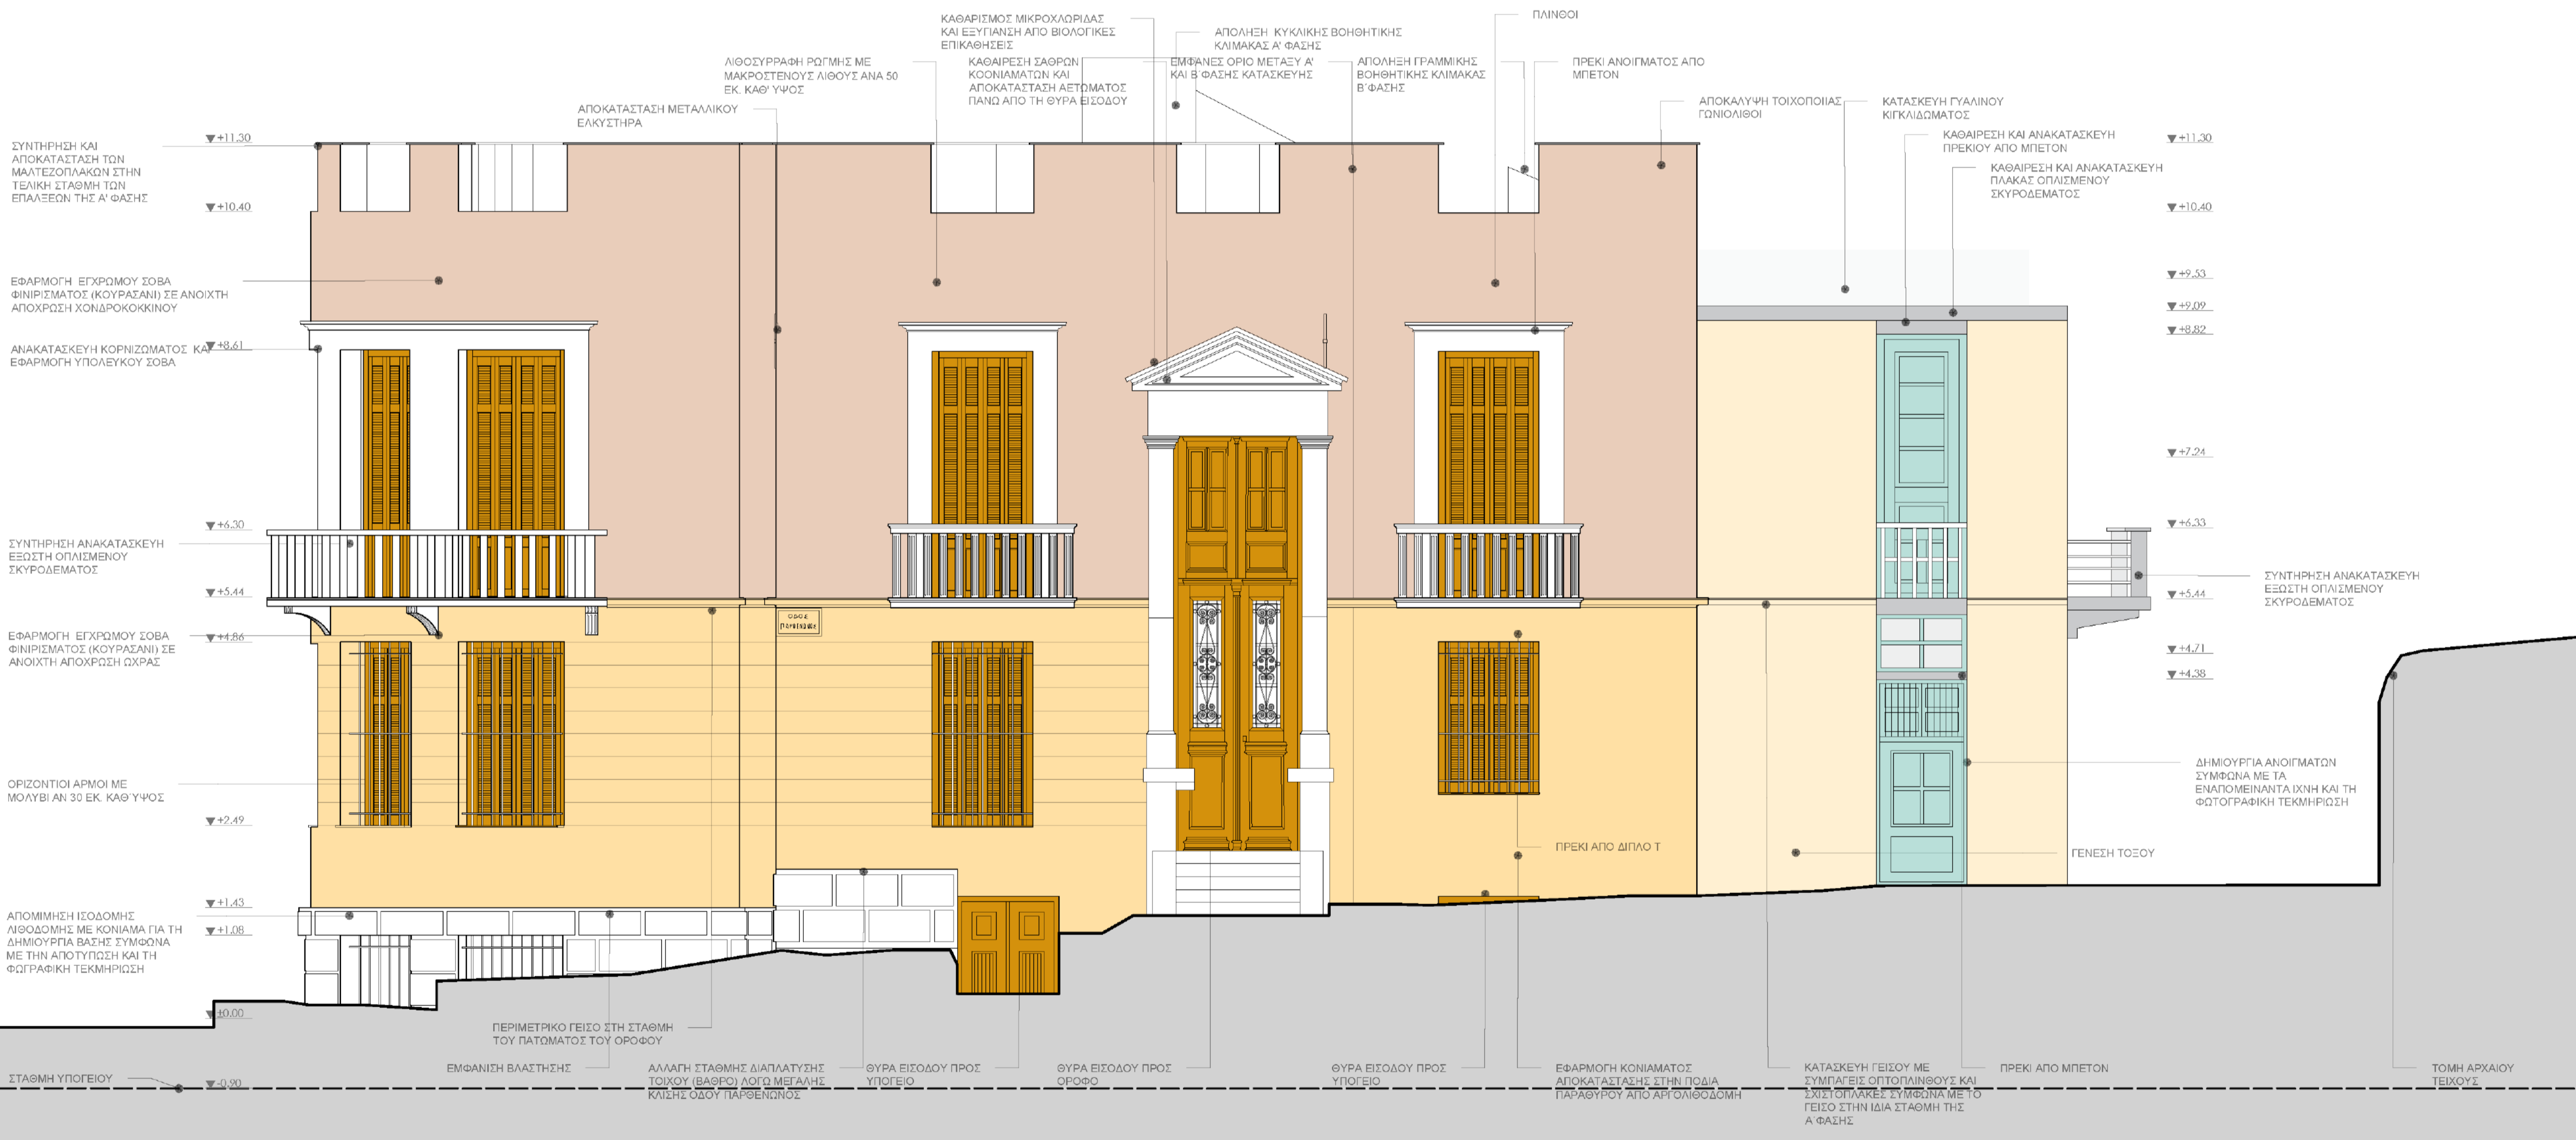 ΚΑΘΑΡΙΣΜΟΣ ΜΙΚΡΟΧΛΩΡΙΔΑΣ
ΚΑΙ ΕΞΥΓΙΑΝΣΗ ΑΠΟ ΒΙΟΛΟΓΙΚΕΣ
ΕΠΙΚΑΘΗΣΕΙΣ
ΑΠΟΛΗΞΗ ΚΥΚΛΙΚΗΣ ΒΟΗΘΗΤΙΚΗΣ
ΚΛΙΜΑΚΑΣ Α' ΦΑΣΗΣ
ΠΛΙΝΘΟΙ
ΛΙΘΟΣΥΡΡΑΦΗ ΡΩΓΜΗΣ ΜΕ
ΜΑΚΡΟΣΤΕΝΟΥΣ ΛΙΘΟΥΣ ΑΝΑ 50
ΕΚ. ΚΑΘ' ΥΨΟΣ
ΚΑΘΑΙΡΕΣΗ ΣΑΘΡΩΝ
ΚΟΟΝΙΑΜΑΤΩΝ ΚΑΙ
ΑΠΟΚΑΤΑΣΤΑΣΗ ΑΕΤΩΜΑΤΟΣ
ΠΑΝΩ ΑΠΟ ΤΗ ΘΥΡΑ ΕΙΣΟΔΟΥ
ΕΜΦΑΝΕΣ ΟΡΙΟ ΜΕΤΑΞΥ Α'
ΚΑΙ Β΄ΦΑΣΗΣ ΚΑΤΑΣΚΕΥΗΣ
ΑΠΟΛΗΞΗ ΓΡΑΜΜΙΚΗΣ
ΒΟΗΘΗΤΙΚΗΣ ΚΛΙΜΑΚΑΣ
Β΄ΦΑΣΗΣ
ΠΡΕΚΙ ΑΝΟΙΓΜΑΤΟΣ ΑΠΟ
ΜΠΕΤΟΝ
ΑΠΟΚΑΤΑΣΤΑΣΗ ΜΕΤΑΛΛΙΚΟΥ
ΕΛΚΥΣΤΗΡΑ
ΑΠΟΚΑΛΥΨΗ ΤΟΙΧΟΠΟΙΙΑΣ
ΓΩΝΙΟΛΙΘΟΙ
ΚΑΤΑΣΚΕΥΗ ΓΥΑΛΙΝΟΥ
ΚΙΓΚΛΙΔΩΜΑΤΟΣ
ΚΑΘΑΙΡΕΣΗ ΚΑΙ ΑΝΑΚΑΤΑΣΚΕΥΗ
ΠΡΕΚΙΟΥ ΑΠΟ ΜΠΕΤΟΝ
ΚΑΘΑΙΡΕΣΗ ΚΑΙ ΑΝΑΚΑΤΑΣΚΕΥΗ
ΠΛΑΚΑΣ ΟΠΛΙΣΜΕΝΟΥ
ΣΚΥΡΟΔΕΜΑΤΟΣ
ΣΥΝΤΗΡΗΣΗ ΚΑΙ
ΑΠΟΚΑΤΑΣΤΑΣΗ ΤΩΝ
ΜΑΛΤΕΖΟΠΛΑΚΩΝ ΣΤΗΝ
ΤΕΛΙΚΗ ΣΤΑΘΜΗ ΤΩΝ
ΕΠΑΛΞΕΩΝ ΤΗΣ Α' ΦΑΣΗΣ
+11.30
+10.40
+11.30
+10.40
ΕΦΑΡΜΟΓΗ ΕΓΧΡΩΜΟΥ ΣΟΒΑ
ΦΙΝΙΡΙΣΜΑΤΟΣ (ΚΟΥΡΑΣΑΝΙ) ΣΕ ΑΝΟΙΧΤΗ
ΑΠΟΧΡΩΣΗ ΧΟΝΔΡΟΚΟΚΚΙΝΟΥ
+9.53
+9.09
+8.82
ΑΝΑΚΑΤΑΣΚΕΥΗ ΚΟΡΝΙΖΩΜΑΤΟΣ ΚΑΙ
ΕΦΑΡΜΟΓΗ ΥΠΟΛΕΥΚΟΥ ΣΟΒΑ
+8.61
+7.24
+6.30
+6.33
ΣΥΝΤΗΡΗΣΗ ΑΝΑΚΑΤΑΣΚΕΥΗ
ΕΞΩΣΤΗ ΟΠΛΙΣΜΕΝΟΥ
ΣΚΥΡΟΔΕΜΑΤΟΣ
+5.44
+5.44
ΣΥΝΤΗΡΗΣΗ ΑΝΑΚΑΤΑΣΚΕΥΗ
ΕΞΩΣΤΗ ΟΠΛΙΣΜΕΝΟΥ
ΣΚΥΡΟΔΕΜΑΤΟΣ
ΟΔΟΣ
ΠΑΡΘΕΝΩΝΟΣ
ΕΦΑΡΜΟΓΗ ΕΓΧΡΩΜΟΥ ΣΟΒΑ
ΦΙΝΙΡΙΣΜΑΤΟΣ (ΚΟΥΡΑΣΑΝΙ) ΣΕ
ΑΝΟΙΧΤΗ ΑΠΟΧΡΩΣΗ ΩΧΡΑΣ
+4.86
+4.71
+4.38
ΟΡΙΖΟΝΤΙΟΙ ΑΡΜΟΙ ΜΕ
ΜΟΛΥΒΙ ΑΝ 30 ΕΚ. ΚΑΘ΄ΥΨΟΣ
+2.49
ΔΗΜΙΟΥΡΓΙΑ ΑΝΟΙΓΜΑΤΩΝ
ΣΥΜΦΩΝΑ ΜΕ ΤΑ
ΕΝΑΠΟΜΕΙΝΑΝΤΑ ΙΧΝΗ ΚΑΙ ΤΗ
ΦΩΤΟΓΡΑΦΙΚΗ ΤΕΚΜΗΡΙΩΣΗ
ΠΡΕΚΙ ΑΠΟ ΔΙΠΛΟ Τ
ΓΕΝΕΣΗ ΤΟΞΟΥ
+1.43
+1.08
ΑΠΟΜΙΜΗΣΗ ΙΣΟΔΟΜΗΣ
ΛΙΘΟΔΟΜΗΣ ΜΕ ΚΟΝΙΑΜΑ ΓΙΑ ΤΗ
ΔΗΜΙΟΥΡΓΙΑ ΒΑΣΗΣ ΣΥΜΦΩΝΑ
ΜΕ ΤΗΝ ΑΠΟΤΥΠΩΣΗ ΚΑΙ ΤΗ
ΦΩΓΡΑΦΙΚΗ ΤΕΚΜΗΡΙΩΣΗ
±0.00
ΠΕΡΙΜΕΤΡΙΚΟ ΓΕΙΣΟ ΣΤΗ ΣΤΑΘΜΗ
ΤΟΥ ΠΑΤΩΜΑΤΟΣ ΤΟΥ ΟΡΟΦΟΥ
ΣΤΑΘΜΗ ΥΠΟΓΕΙΟΥ
-0.90
ΕΜΦΑΝΙΣΗ ΒΛΑΣΤΗΣΗΣ
ΑΛΛΑΓΗ ΣΤΑΘΜΗΣ ΔΙΑΠΛΑΤΥΣΗΣ
ΤΟΙΧΟΥ (ΒΑΘΡΟ) ΛΟΓΩ ΜΕΓΑΛΗΣ
ΚΛΙΣΗΣ ΟΔΟΥ ΠΑΡΘΕΝΩΝΟΣ
ΘΥΡΑ ΕΙΣΟΔΟΥ ΠΡΟΣ
ΥΠΟΓΕΙΟ
ΘΥΡΑ ΕΙΣΟΔΟΥ ΠΡΟΣ
ΟΡΟΦΟ
ΘΥΡΑ ΕΙΣΟΔΟΥ ΠΡΟΣ
ΥΠΟΓΕΙΟ
ΕΦΑΡΜΟΓΗ ΚΟΝΙΑΜΑΤΟΣ
ΑΠΟΚΑΤΑΣΤΑΣΗΣ ΣΤΗΝ ΠΟΔΙΑ
ΠΑΡΑΘΥΡΟΥ ΑΠΟ ΑΡΓΟΛΙΘΟΔΟΜΗ
ΚΑΤΑΣΚΕΥΗ ΓΕΙΣΟΥ ΜΕ
ΣΥΜΠΑΓΕΙΣ ΟΠΤΟΠΛΙΝΘΟΥΣ ΚΑΙ
ΣΧΙΣΤΟΠΛΑΚΕΣ ΣΥΜΦΩΝΑ ΜΕ ΤΟ
ΓΕΙΣΟ ΣΤΗΝ ΙΔΙΑ ΣΤΑΘΜΗ ΤΗΣ
Α΄ΦΑΣΗΣ
ΠΡΕΚΙ ΑΠΟ ΜΠΕΤΟΝ
ΤΟΜΗ ΑΡΧΑΙΟΥ
ΤΕΙΧΟΥΣ